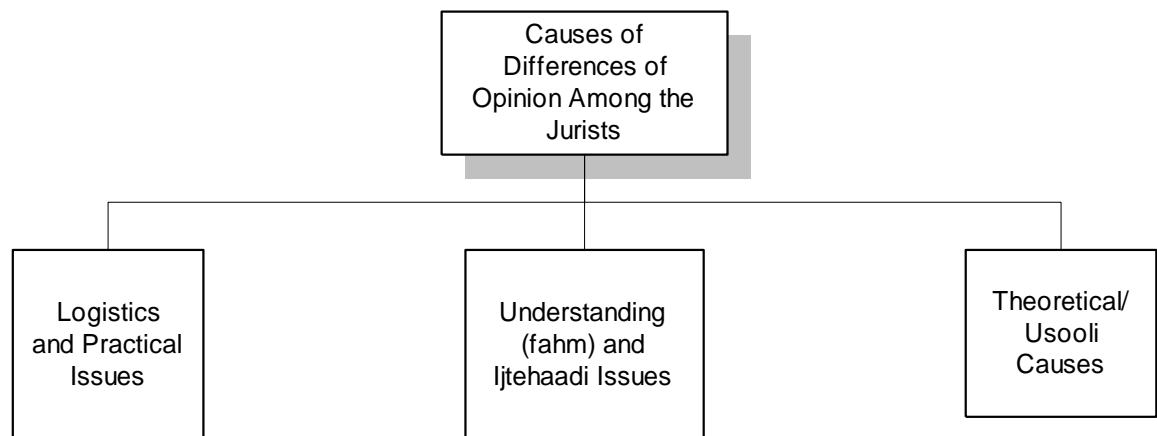 Causes of
Differences of
Opinion Among the
Jurists
Logistics
and Practical
Issues
Understanding
(fahm) and
Ijtehaadi Issues
Theoretical/
Usooli
Causes